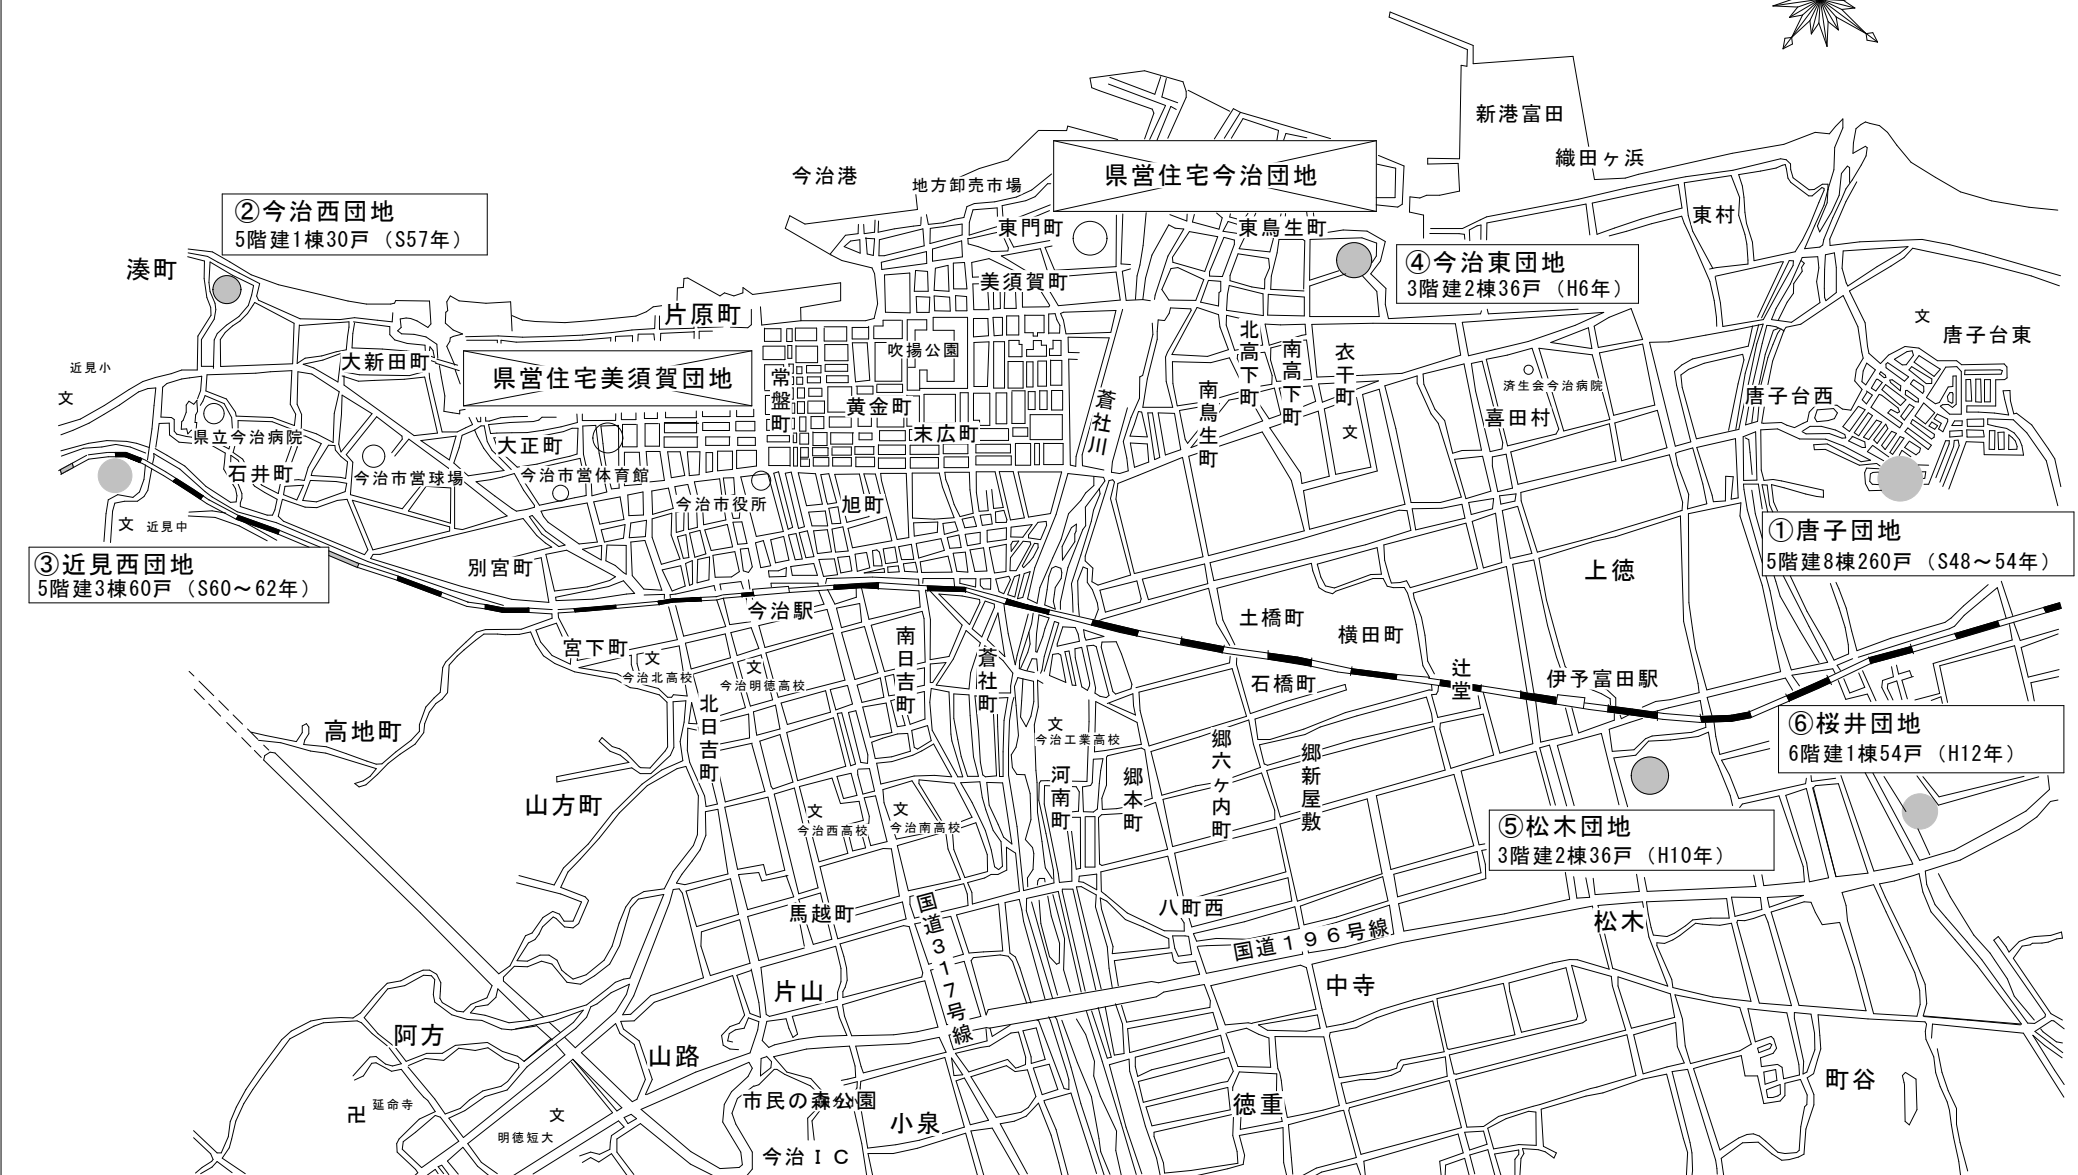 新港富田
織田ヶ浜
今治港
地方卸売市場
県営住宅今治団地
②今治西団地
5階建1棟30戸（S57年）
東門町
東鳥生町
東村
湊町
美須賀町
④今治東団地
3階建2棟36戸（H6年）
片原町
文
唐子台東
近見小
文
大新田町
県営住宅美須賀団地
常盤町
吹揚公園
北高下町
南高下町
衣干町
済生会今治病院
唐子台西
黄金町
蒼社川
南鳥生町
喜田村
県立今治病院
大正町
末広町
文
石井町
今治市営球場
今治市営体育館
今治市役所
旭町
文
近見中
①唐子団地
5階建8棟260戸（S48～54年）
③近見西団地
5階建3棟60戸（S60～62年）
別宮町
上徳
今治駅
土橋町
横田町
宮下町
文
今治北高校
文
今治明徳高校
南日吉町
蒼社町
石橋町
辻堂
伊予富田駅
高地町
北日吉町
文
今治工業高校
郷六ヶ内町
郷新屋敷
⑥桜井団地
6階建1棟54戸（H12年）
山方町
文
今治西高校
文
今治南高校
河南町
郷本町
⑤松木団地
3階建2棟36戸（H10年）
馬越町
国道317号線
八町西
国道196号線
松木
片山
中寺
阿方
山路
町谷
卍
延命寺
文
明徳短大
市民の森公園
小泉
徳重
今治IC